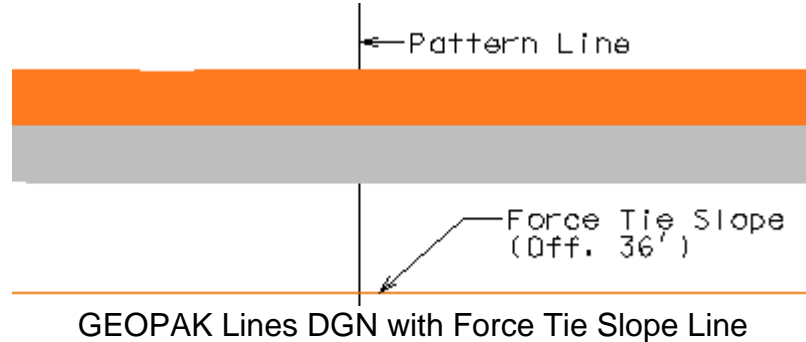 Pattern Line
Force Tie Slope
(Off. 36')
GEOPAK Lines DGN with Force Tie Slope Line